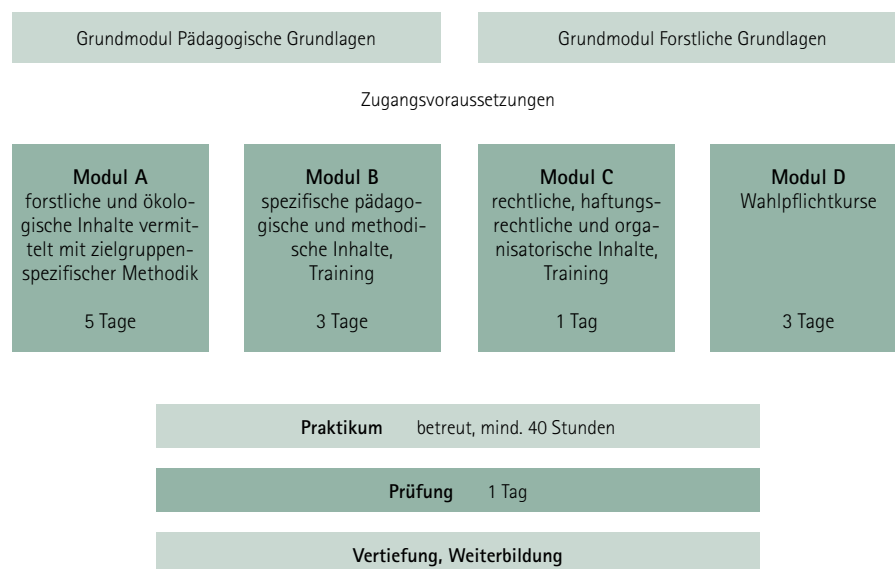 Grundmodul Pädagogische Grundlagen
Grundmodul Forstliche Grundlagen
Zugangsvoraussetzungen
Modul A
forstliche und ökolo-
gische Inhalte vermit-
telt mit zielgruppen-
spezifischer Methodik
5 Tage
Modul B
spezifische pädago-
gische und methodi-
sche Inhalte,
Training
3 Tage
Modul C
rechtliche, haftungs-
rechtliche und orga-
nisatorische Inhalte,
Training
1 Tag
Modul D
Wahlpflichtkurse
3 Tage
Praktikum betreut, mind. 40 Stunden
Prüfung 1 Tag
Vertiefung, Weiterbildung